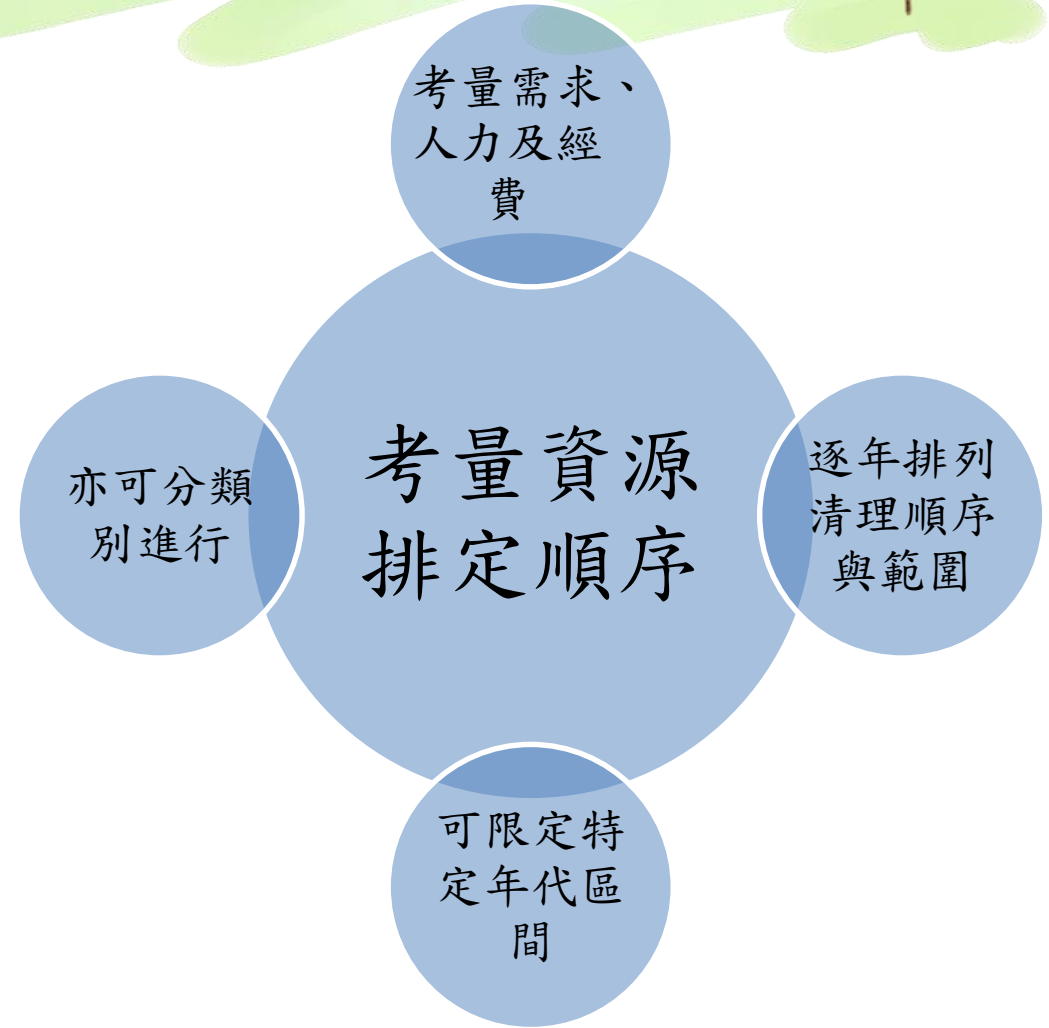 考量需求、
人力及經
費
考量資源
排定順序
逐年排列
清理順序
與範圍
可限定特
定年代區
間
亦可分類
別進行